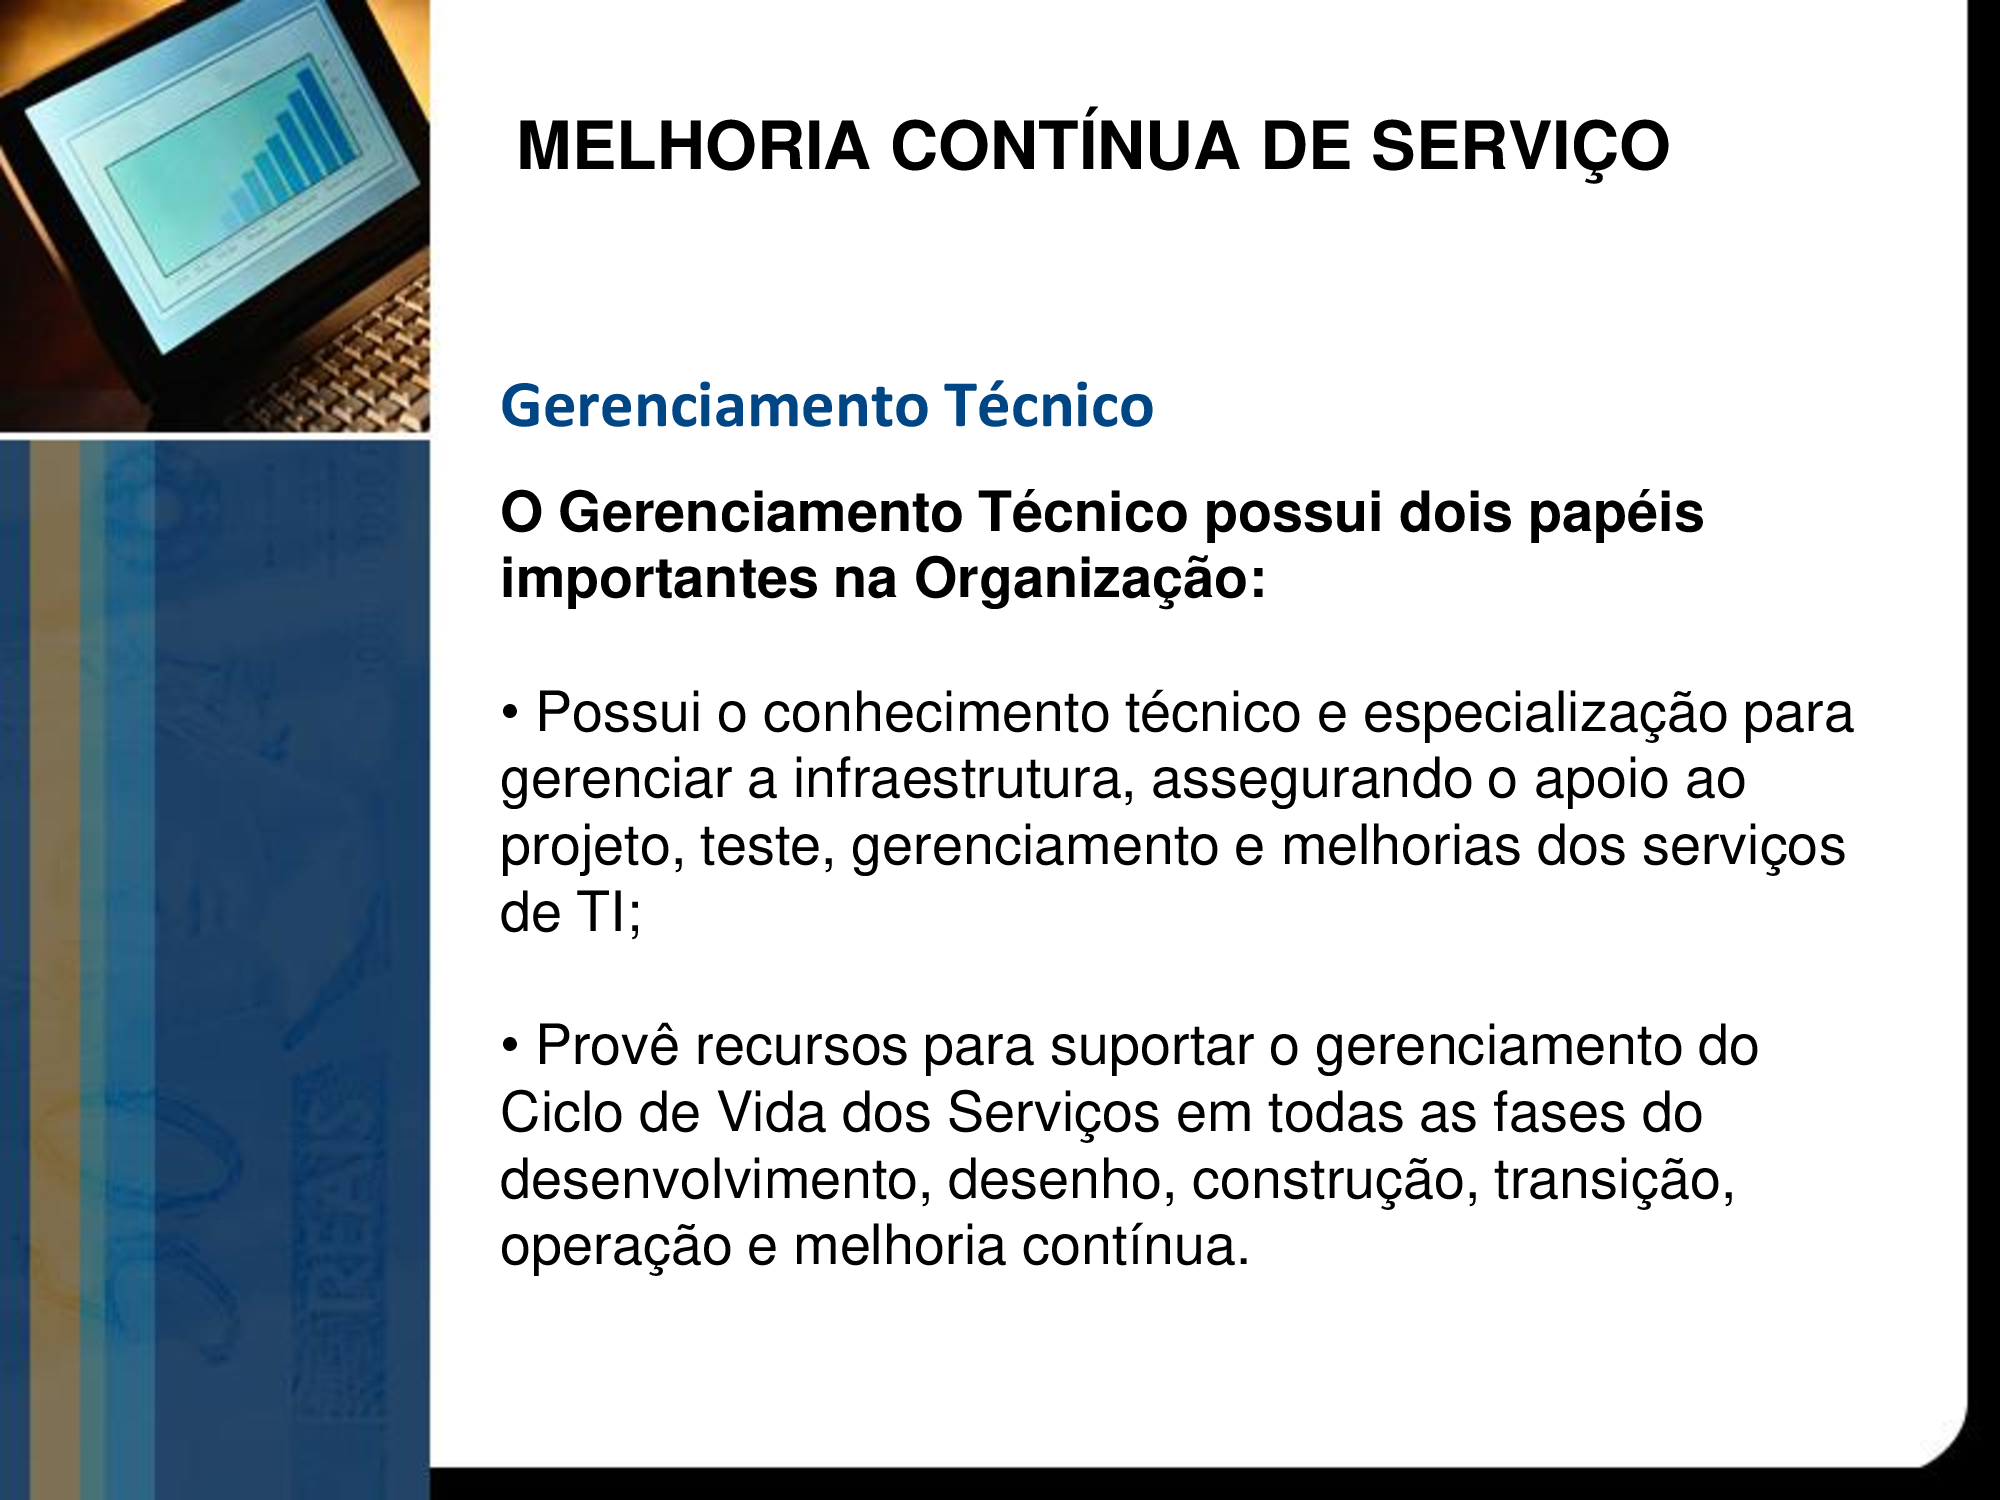 MELHORIA CONTÍNUA DE SERVIÇO
Gerenciamento Técnico
O Gerenciamento Técnico possui dois papéis
importantes na Organização:
• Possui o conhecimento técnico e especialização para
gerenciar a infraestrutura, assegurando o apoio ao
projeto, teste, gerenciamento e melhorias dos serviços
de TI;
• Provê recursos para suportar o gerenciamento do
Ciclo de Vida dos Serviços em todas as fases do
desenvolvimento, desenho, construção, transição,
operação e melhoria contínua.
REAIS